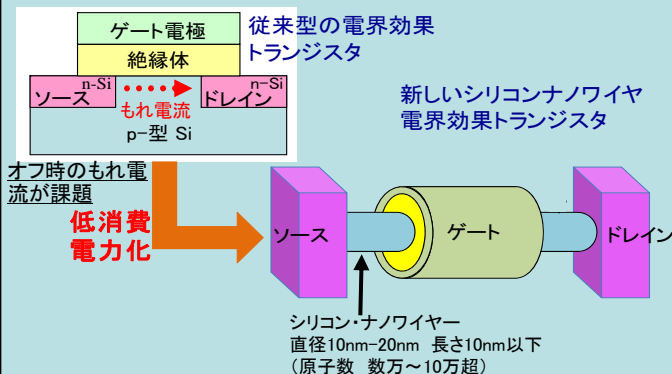 ゲート電極
絶縁体
従来型の電界効果
トランジスタ
n-Si
n-Si
ソース
ドレイン
もれ電流
p-型 Si
新しいシリコンナノワイヤ
電界効果トランジスタ
オフ時のもれ電
流が課題
低消費
電力化
ソース
ゲート
ドレイン
シリコン・ナノワイヤー
直径10nm-20nm 長さ10nm以下
(原子数 数万~10万超)